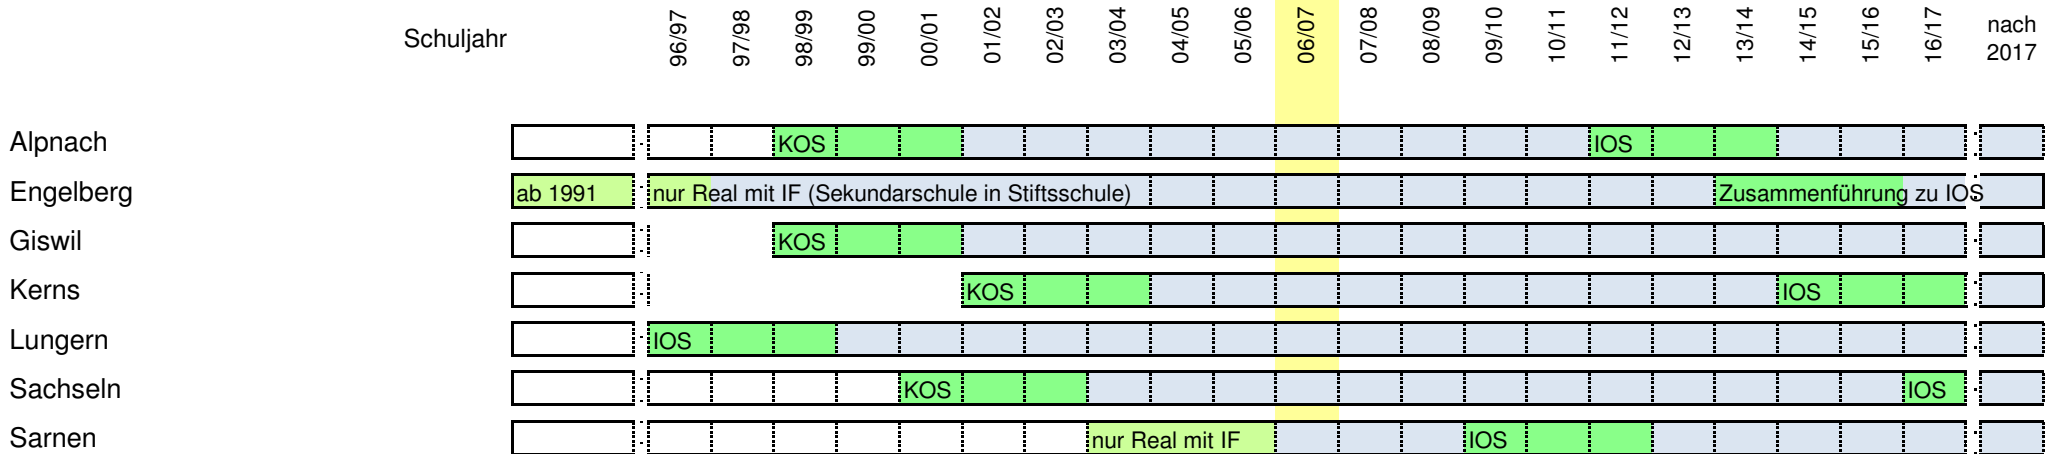 Schuljahr 96/97 97/98 98/99 99/00 00/01 01/02 02/03 03/04 04/05 05/06 06/07 07/08 08/09 09/10 10/11 11/12 12/13 13/14 14/15 15/16 16/17 nach
2017
Alpnach KOS IOS
Engelberg ab 1991 nur Real mit IF (Sekundarschule in Stiftsschule) Zusammenführung zu IOS
Giswil KOS
Kerns KOS IOS
Lungern IOS
Sachseln KOS IOS
Sarnen nur Real mit IF IOS